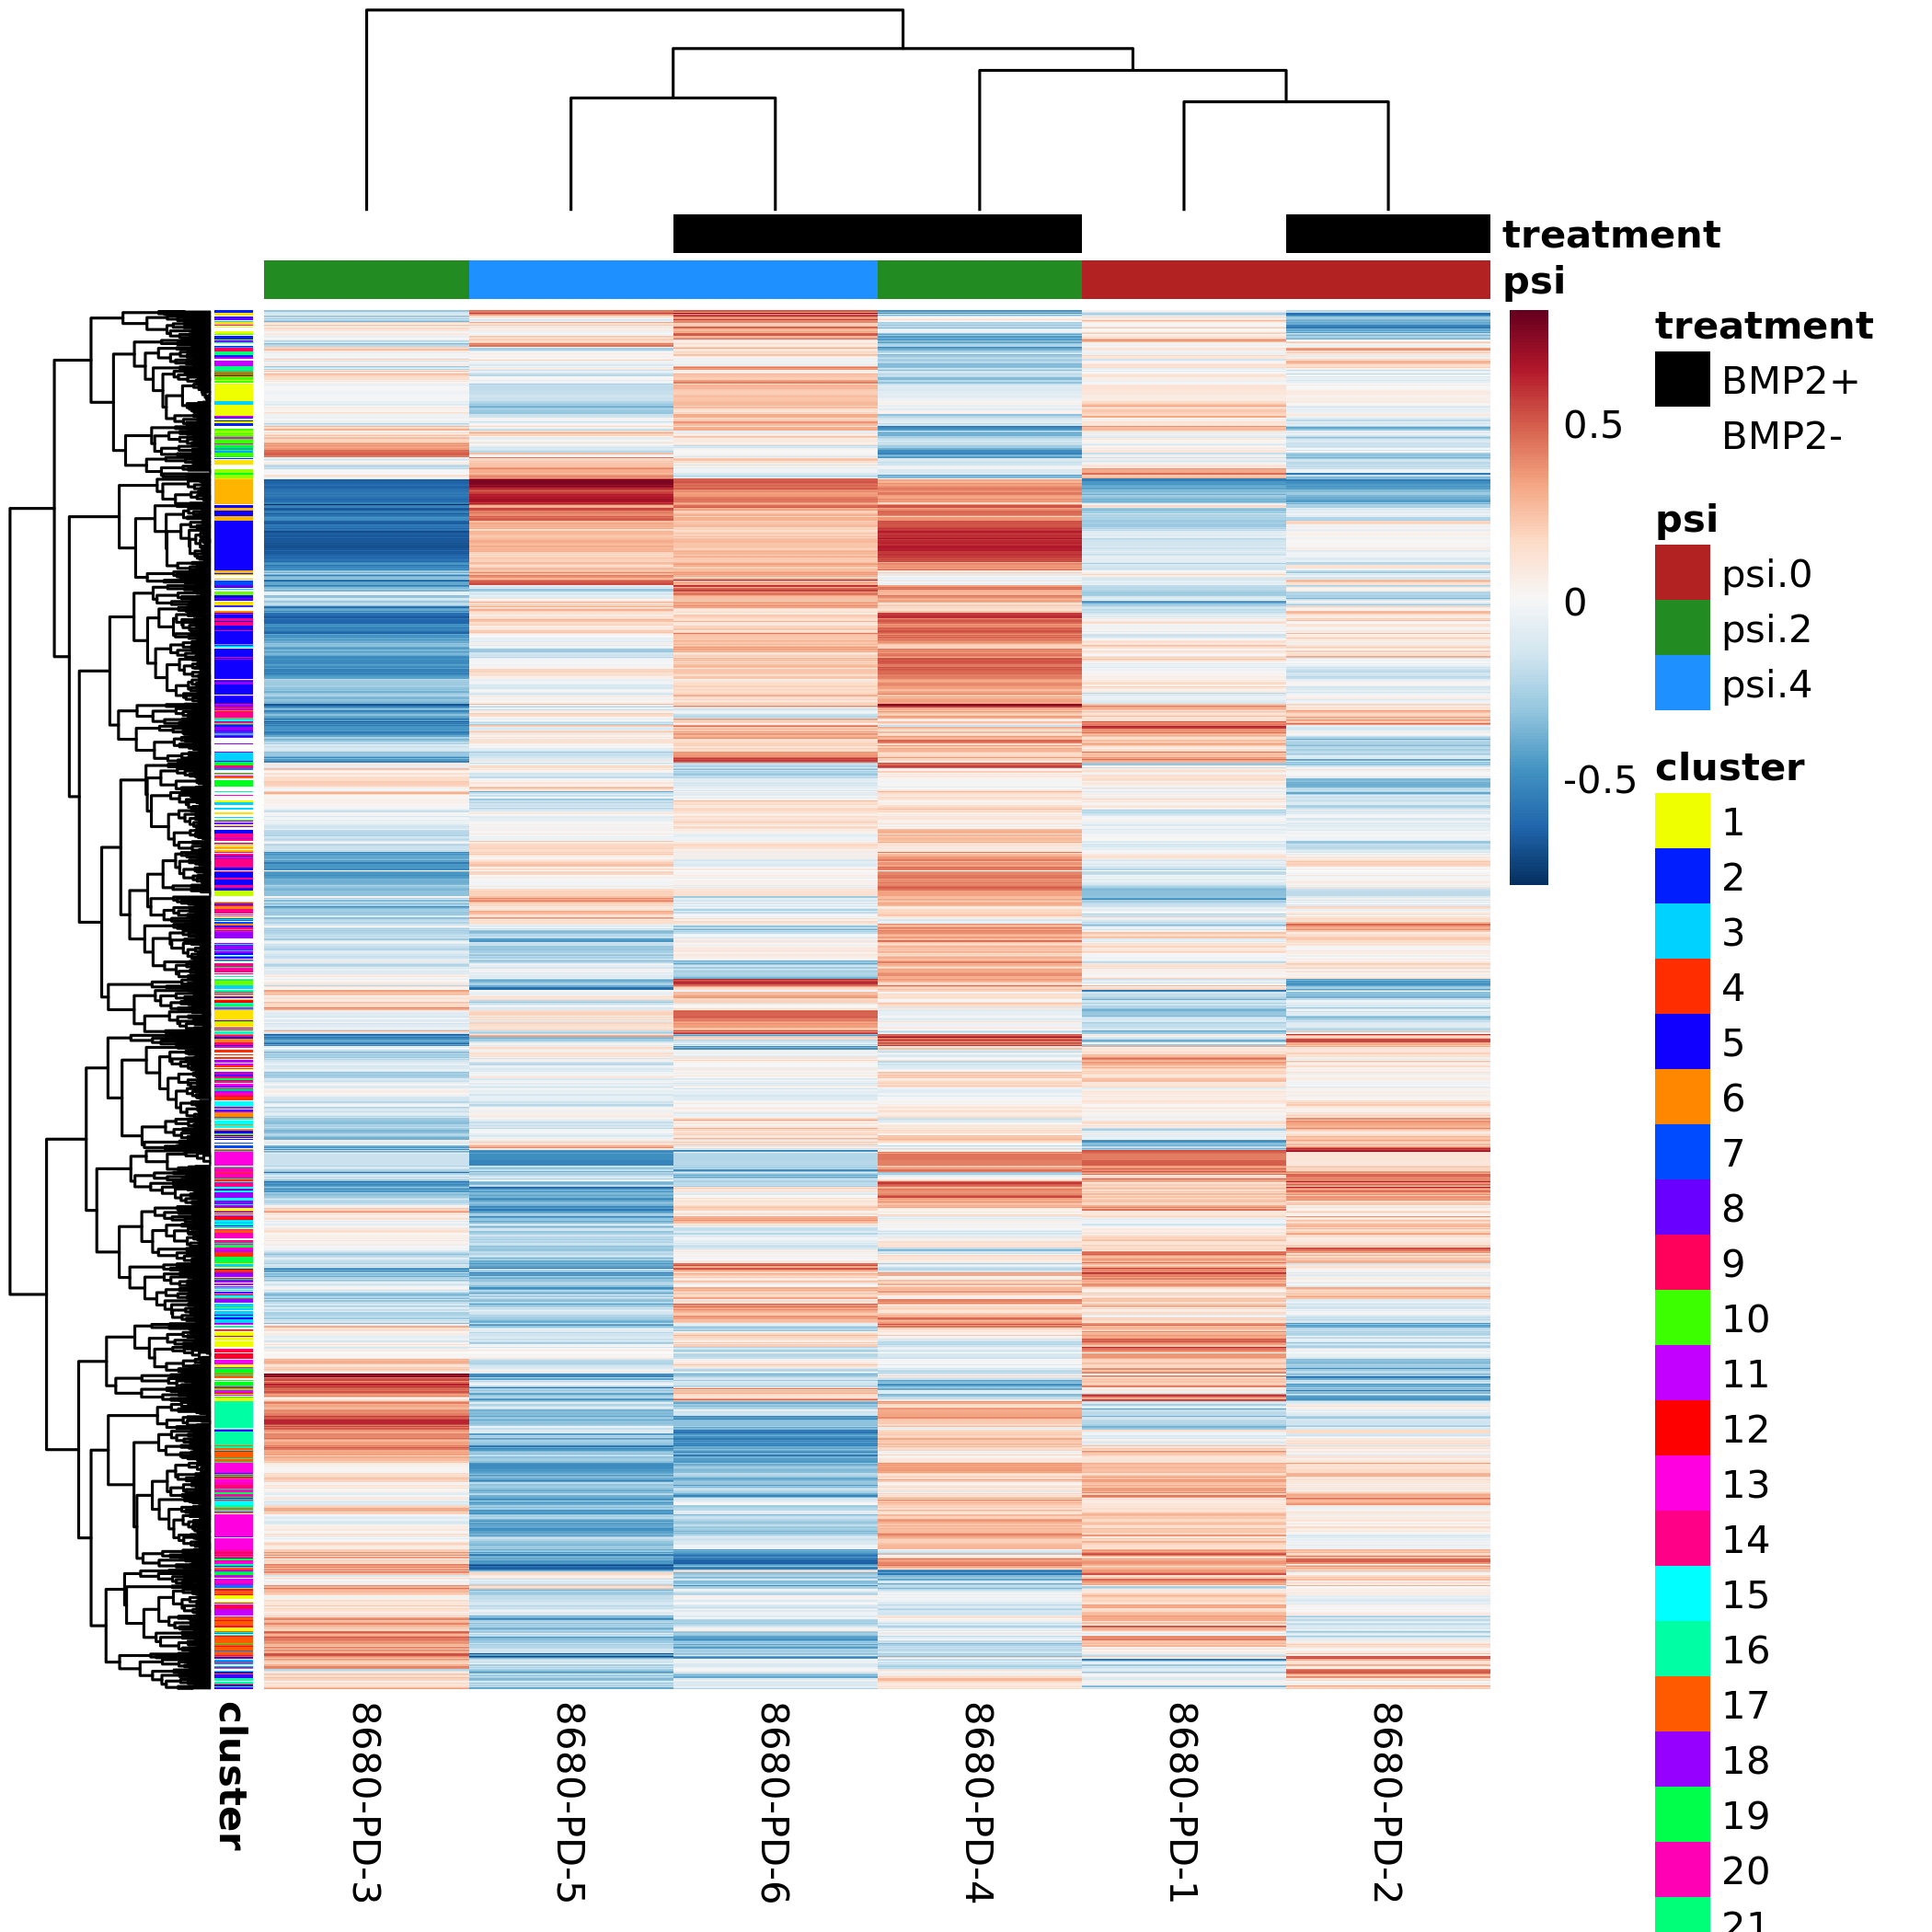 treatment
psi
0.5
0
-0.5
treatment
BMP2+
BMP2-
psi
psi.0
psi.2
psi.4
cluster
1
2
3
4
5
6
7
8
9
10
11
12
13
14
15
16
17
18
19
20
21
cluster
8680-PD-3
8680-PD-5
8680-PD-6
8680-PD-4
8680-PD-1
8680-PD-2